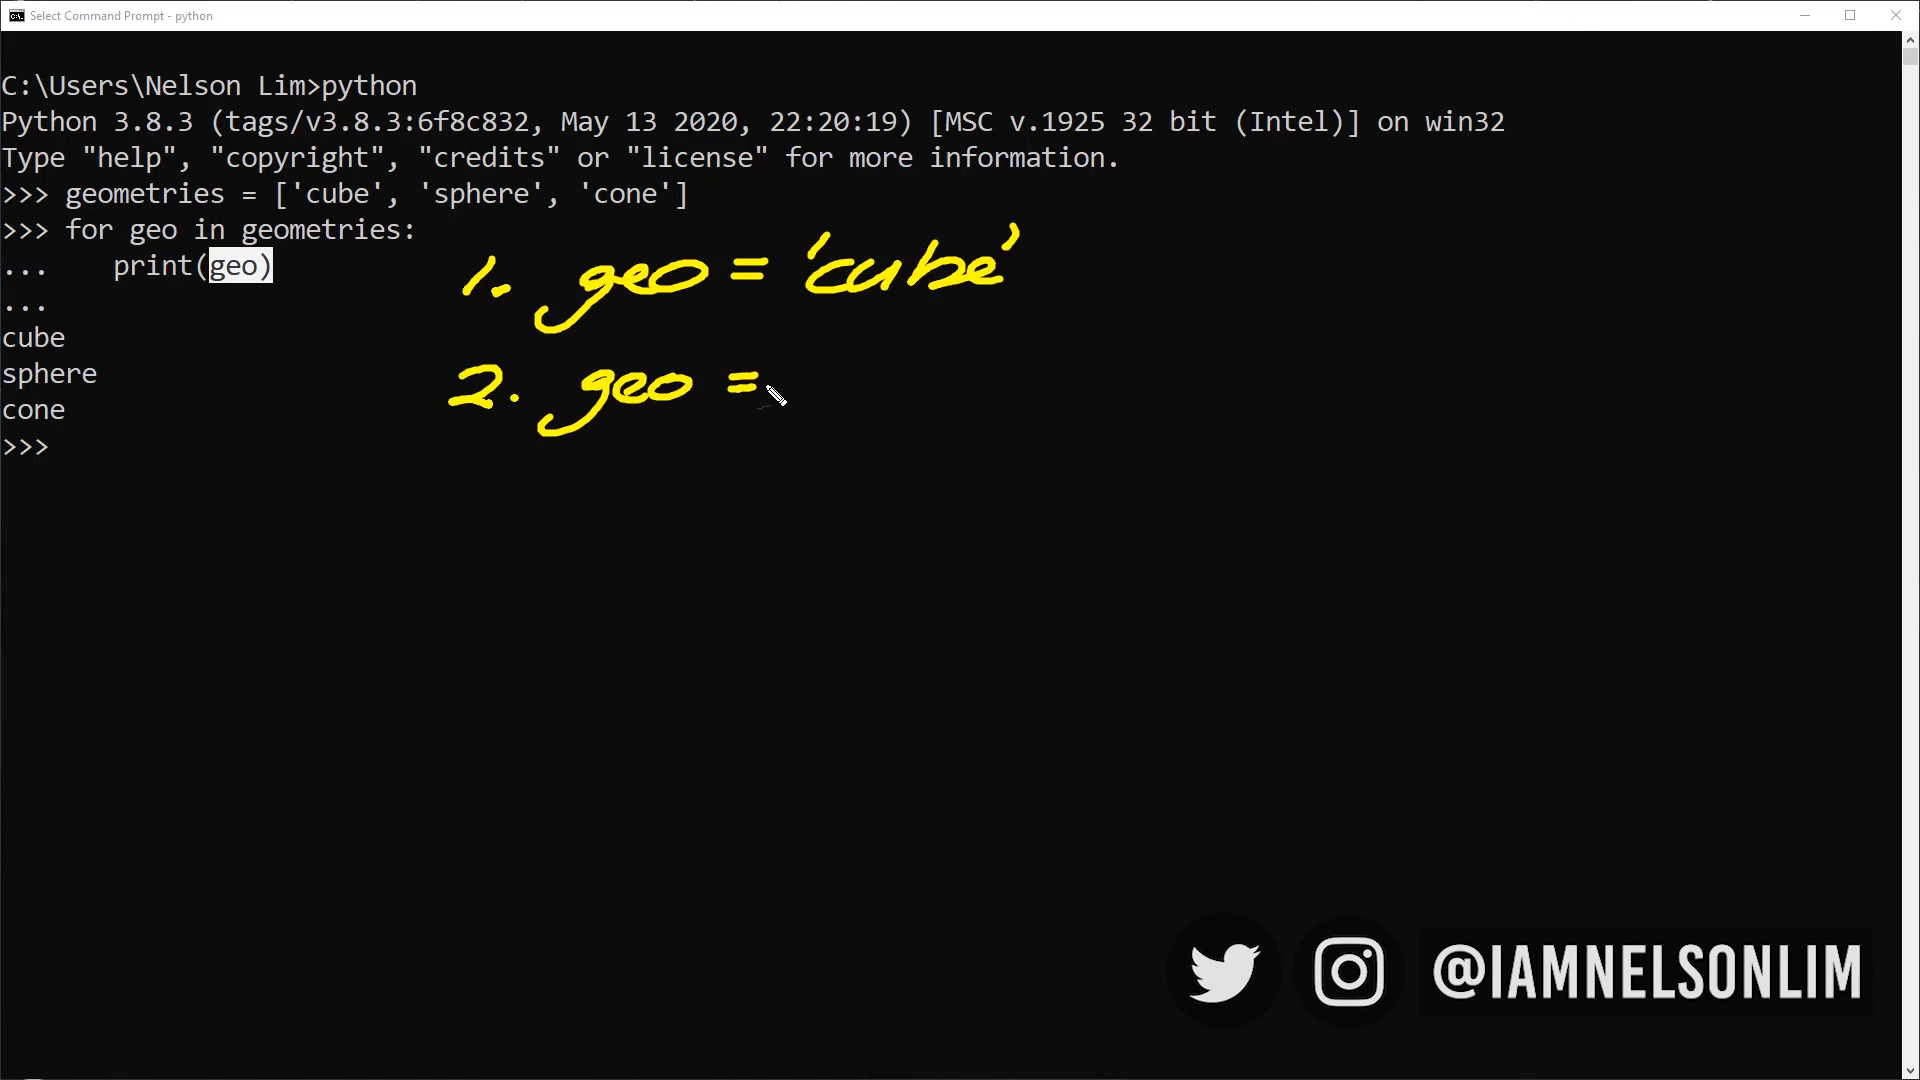 Select Command Prompt - python
C:\Users\Nelson Lim>python
Python 3.8.3 (tags/v3.8.3:6f8c832, May 13 2020, 22:20:19) [MSC v.1925 32 bit (Intel)] on win32
Type "help", "copyright", "credits" or "license" for more information.
>>> geometries = ['cube', 'sphere', 'cone']
>>> for geo in geometries:
...    print(geo)
1. geo = 'cube'
...
cube
sphere
2. geo =
cone
>>>
@IAMNELSONLIM